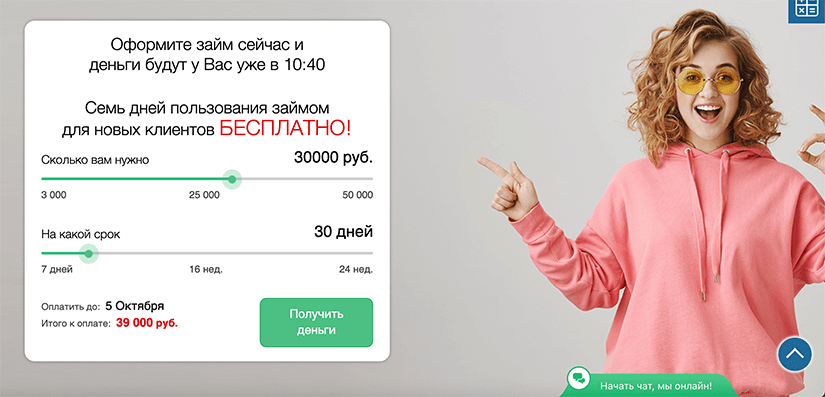 Оформите займ сейчас и
деньги будут у Вас уже в 10:40
Семь дней пользования займом
для новых клиентов БЕСПЛАТНО!
Сколько вам нужно 30000 руб.
3 000 25 000 50 000
На какой срок 30 дней
7 дней 16 нед. 24 нед.
Оплатить до: 5 Октября
Итого к оплате: 39 000 руб.
Получить
деньги
Начать чат, мы онлайн!